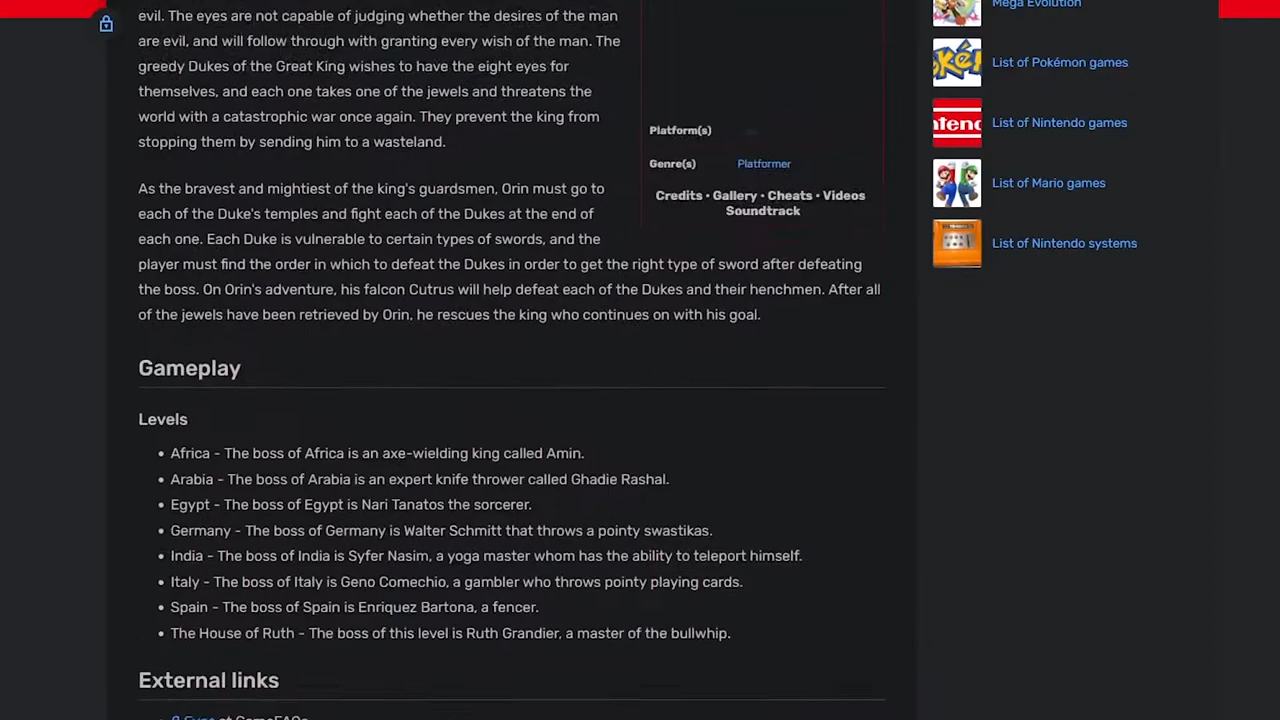 evil. The eyes are not capable of judging whether the desires of the man
are evil, and will follow through with granting every wish of the man. The
greedy Dukes of the Great King wishes to have the eight eyes for
themselves, and each one takes one of the jewels and threatens the
world with a catastrophic war once again. They prevent the king from
stopping them by sending him to a wasteland.
As the bravest and mightiest of the king's guardsmen, Orin must go to
each of the Duke's temples and fight each of the Dukes at the end of
each one. Each Duke is vulnerable to certain types of swords, and the
player must find the order in which to defeat the Dukes in order to get the right type of sword after defeating
the boss. On Orin's adventure, his falcon Cutrus will help defeat each of the Dukes and their henchmen. After all
of the jewels have been retrieved by Orin, he rescues the king who continues on with his goal.
Platform(s)
Genre(s) Platformer
Credits • Gallery • Cheats • Videos
Soundtrack
Gameplay
Levels
• Africa - The boss of Africa is an axe-wielding king called Amin.
• Arabia - The boss of Arabia is an expert knife thrower called Ghadie Rashal.
• Egypt - The boss of Egypt is Nari Tanatos the sorcerer.
• Germany - The boss of Germany is Walter Schmitt that throws a pointy swastikas.
• India - The boss of India is Syfer Nasim, a yoga master whom has the ability to teleport himself.
• Italy - The boss of Italy is Geno Comechio, a gambler who throws pointy playing cards.
• Spain - The boss of Spain is Enriquez Bartona, a fencer.
• The House of Ruth - The boss of this level is Ruth Grandier, a master of the bullwhip.
External links
• 8 Eyes at GameFAQs
Mega Evolution
List of Pokémon games
List of Nintendo games
List of Mario games
List of Nintendo systems